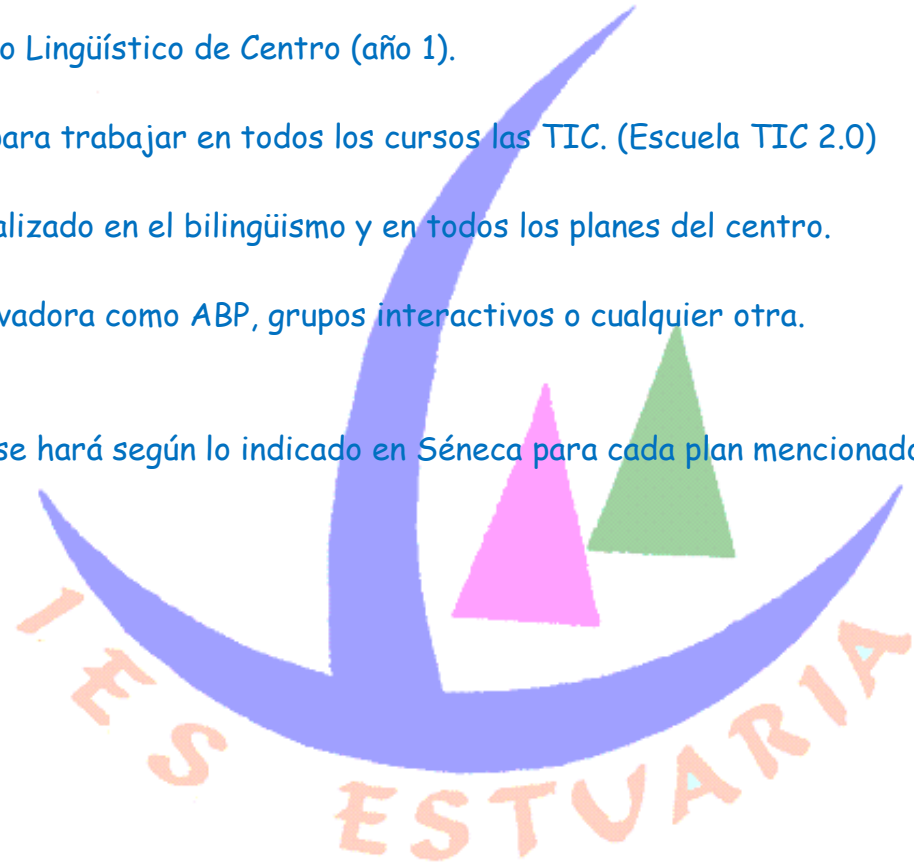 o Lingüístico de Centro (año 1).
para trabajar en todos los cursos las TIC. (Escuela TIC 2.0)
alizado en el bilingüismo y en todos los planes del centro.
vadora como ABP, grupos interactivos o cualquier otra.
se hará según lo indicado en Séneca para cada plan mencionado
IES ESTUARIA